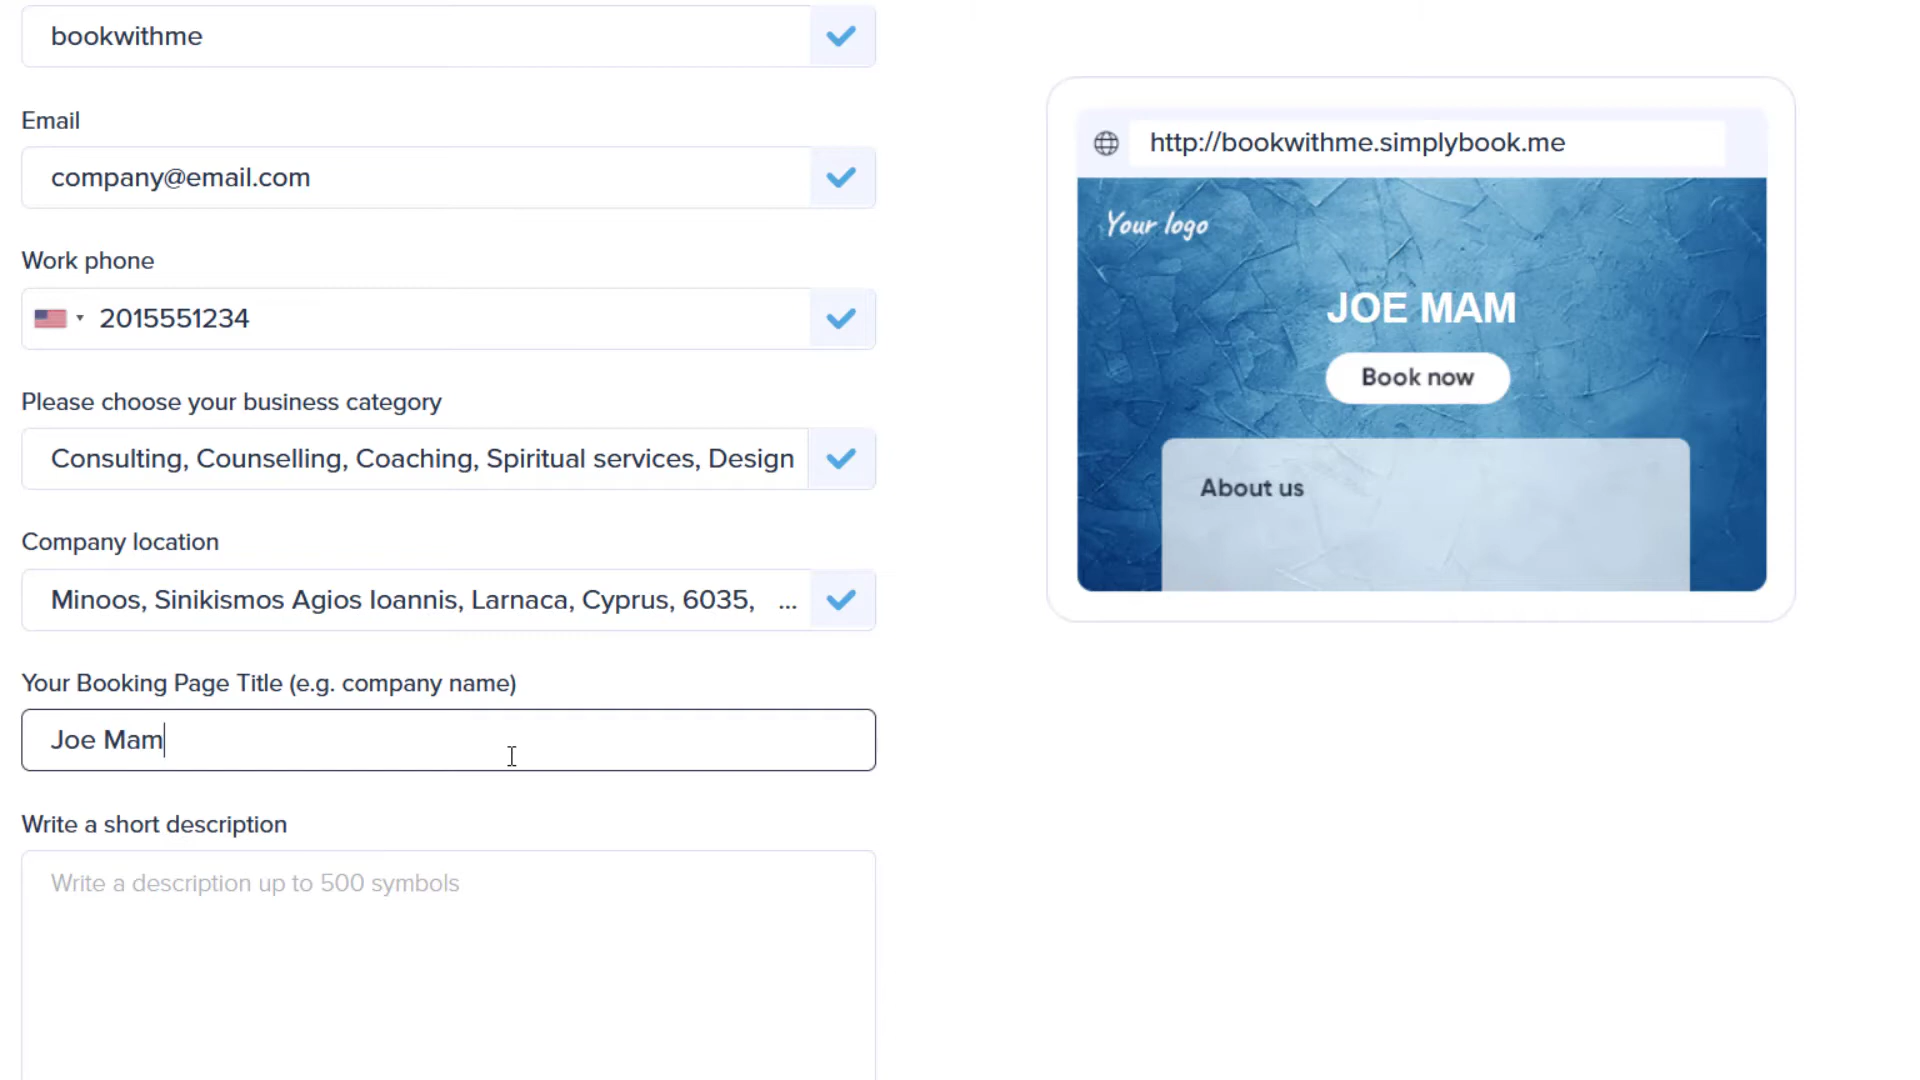 bookwithme
Email
company@email.com
Work phone
2015551234
Please choose your business category
Consulting, Counselling, Coaching, Spiritual services, Design
Company location
Minoos, Sinikismos Agios Ioannis, Larnaca, Cyprus, 6035, ...
Your Booking Page Title (e.g. company name)
Joe Mam
Write a short description
Write a description up to 500 symbols
http://bookwithme.simplybook.me
Your logo
JOE MAM
Book now
About us